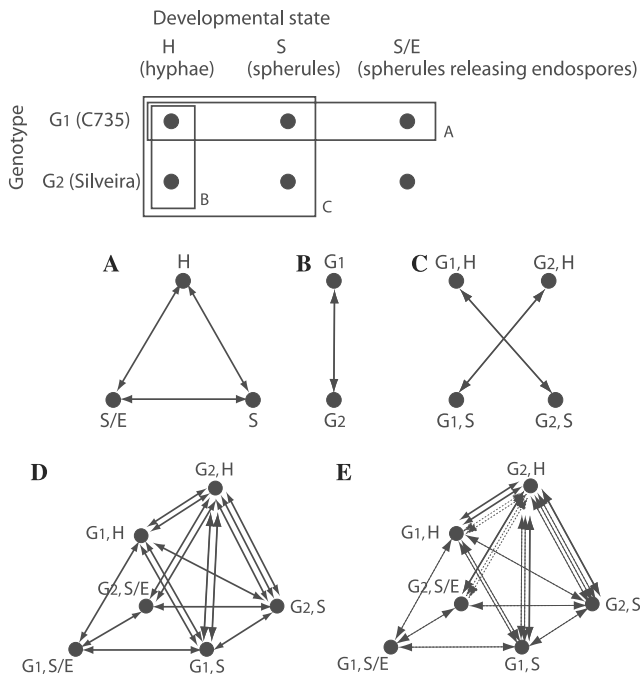 Developmental state
H S S/E
(hyphae) (spherules) (spherules releasing endospores)
Genotype
G1 (C735)
A
G2 (Silveira)
B
C
A H B G1 C G1, H G2, H
S/E S G2 G1, S G2, S
D G2, H E G2, H
G1, H G1, H
G2, S/E G2, S G2, S/E G2, S
G1, S/E G1, S G1, S/E G1, S